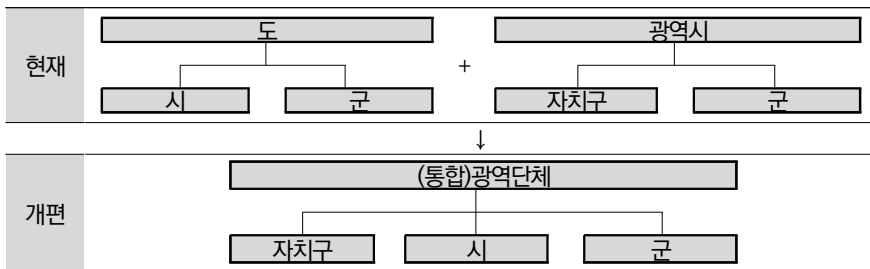 도 광역시
현재 +
시 군 자치구 군
↓
(통합)광역단체
개편
자치구 시 군